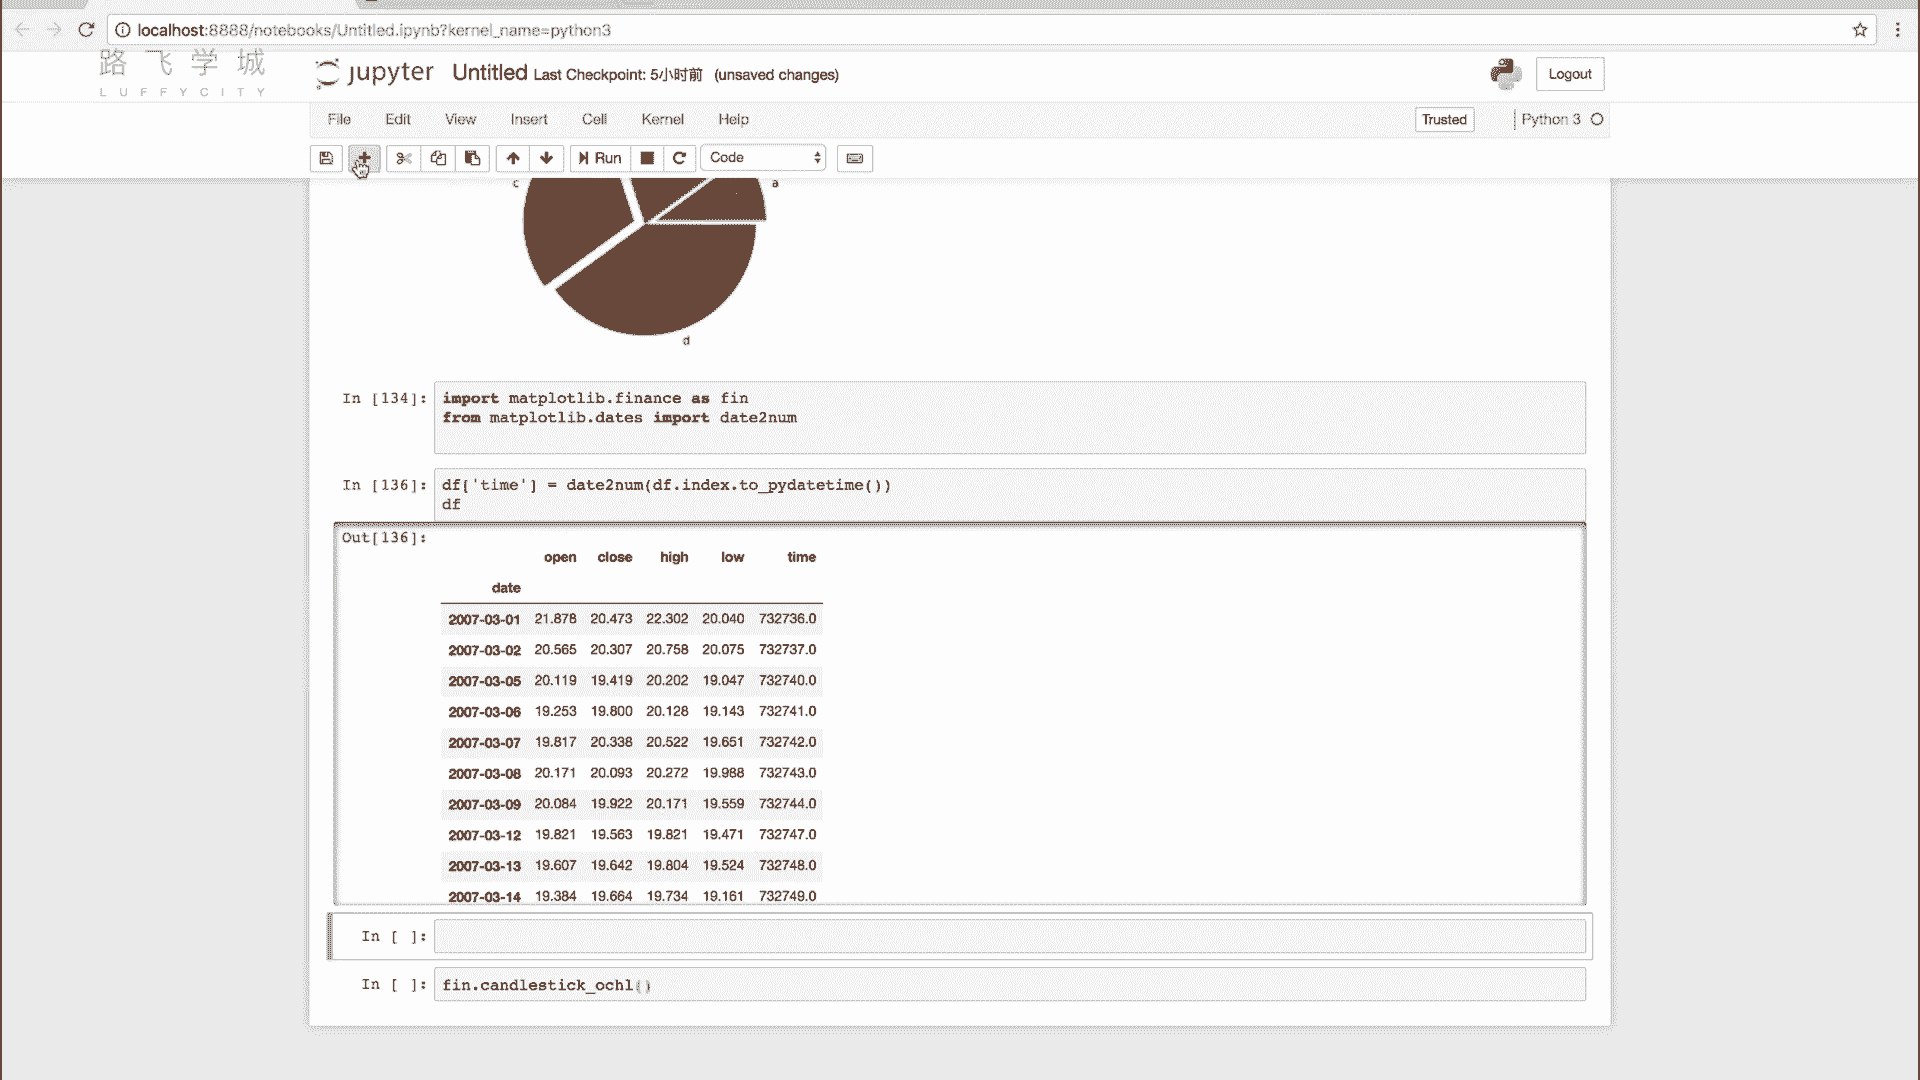 localhost:8888/notebooks/Untitled.ipynb?kernel_name=python3
路飞学城
LUFFYCITY
jupyter Untitled Last Checkpoint: 5小时前 (unsaved changes)
Logout
File Edit View Insert Cell Kernel Help
Trusted
Python 3
Run
Code
c
a
d
In [134]:
import matplotlib.finance as fin
from matplotlib.dates import date2num
In [136]:
df['time'] = date2num(df.index.to_pydatetime())
df
Out[136]:
open close high low time
date
2007-03-01 21.878 20.473 22.302 20.040 732736.0
2007-03-02 20.565 20.307 20.758 20.075 732737.0
2007-03-05 20.119 19.419 20.202 19.047 732740.0
2007-03-06 19.253 19.800 20.128 19.143 732741.0
2007-03-07 19.817 20.338 20.522 19.651 732742.0
2007-03-08 20.171 20.093 20.272 19.988 732743.0
2007-03-09 20.084 19.922 20.171 19.559 732744.0
2007-03-12 19.821 19.563 19.821 19.471 732747.0
2007-03-13 19.607 19.642 19.804 19.524 732748.0
2007-03-14 19.384 19.664 19.734 19.161 732749.0
In [ ]:
In [ ]:
fin.candlestick_ochl()